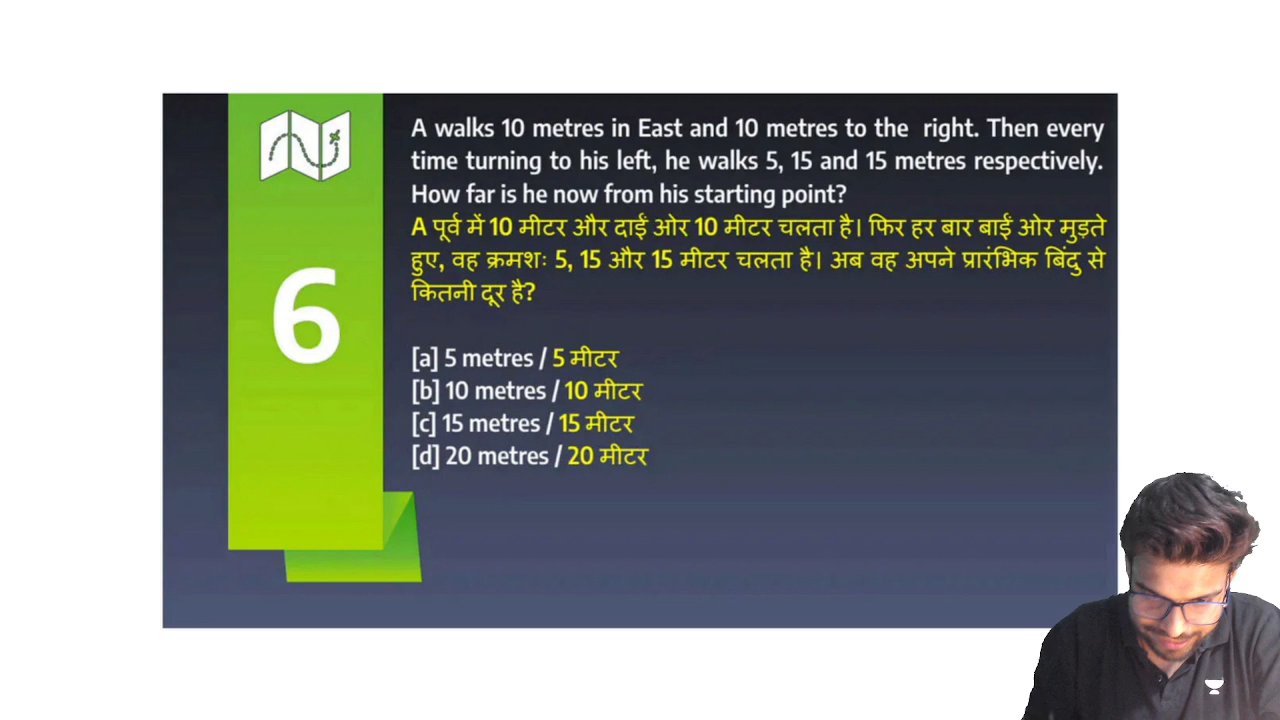 6
A walks 10 metres in East and 10 metres to the right. Then every
time turning to his left, he walks 5, 15 and 15 metres respectively.
How far is he now from his starting point?
A पूर्व में 10 मीटर और दाईं ओर 10 मीटर चलता है। फिर हर बार बाईं ओर मुड़ते
हुए, वह क्रमशः 5, 15 और 15 मीटर चलता है। अब वह अपने प्रारंभिक बिंदु से
कितनी दूर है?
[a] 5 metres / 5 मीटर
[b] 10 metres / 10 मीटर
[c] 15 metres / 15 मीटर
[d] 20 metres / 20 मीटर